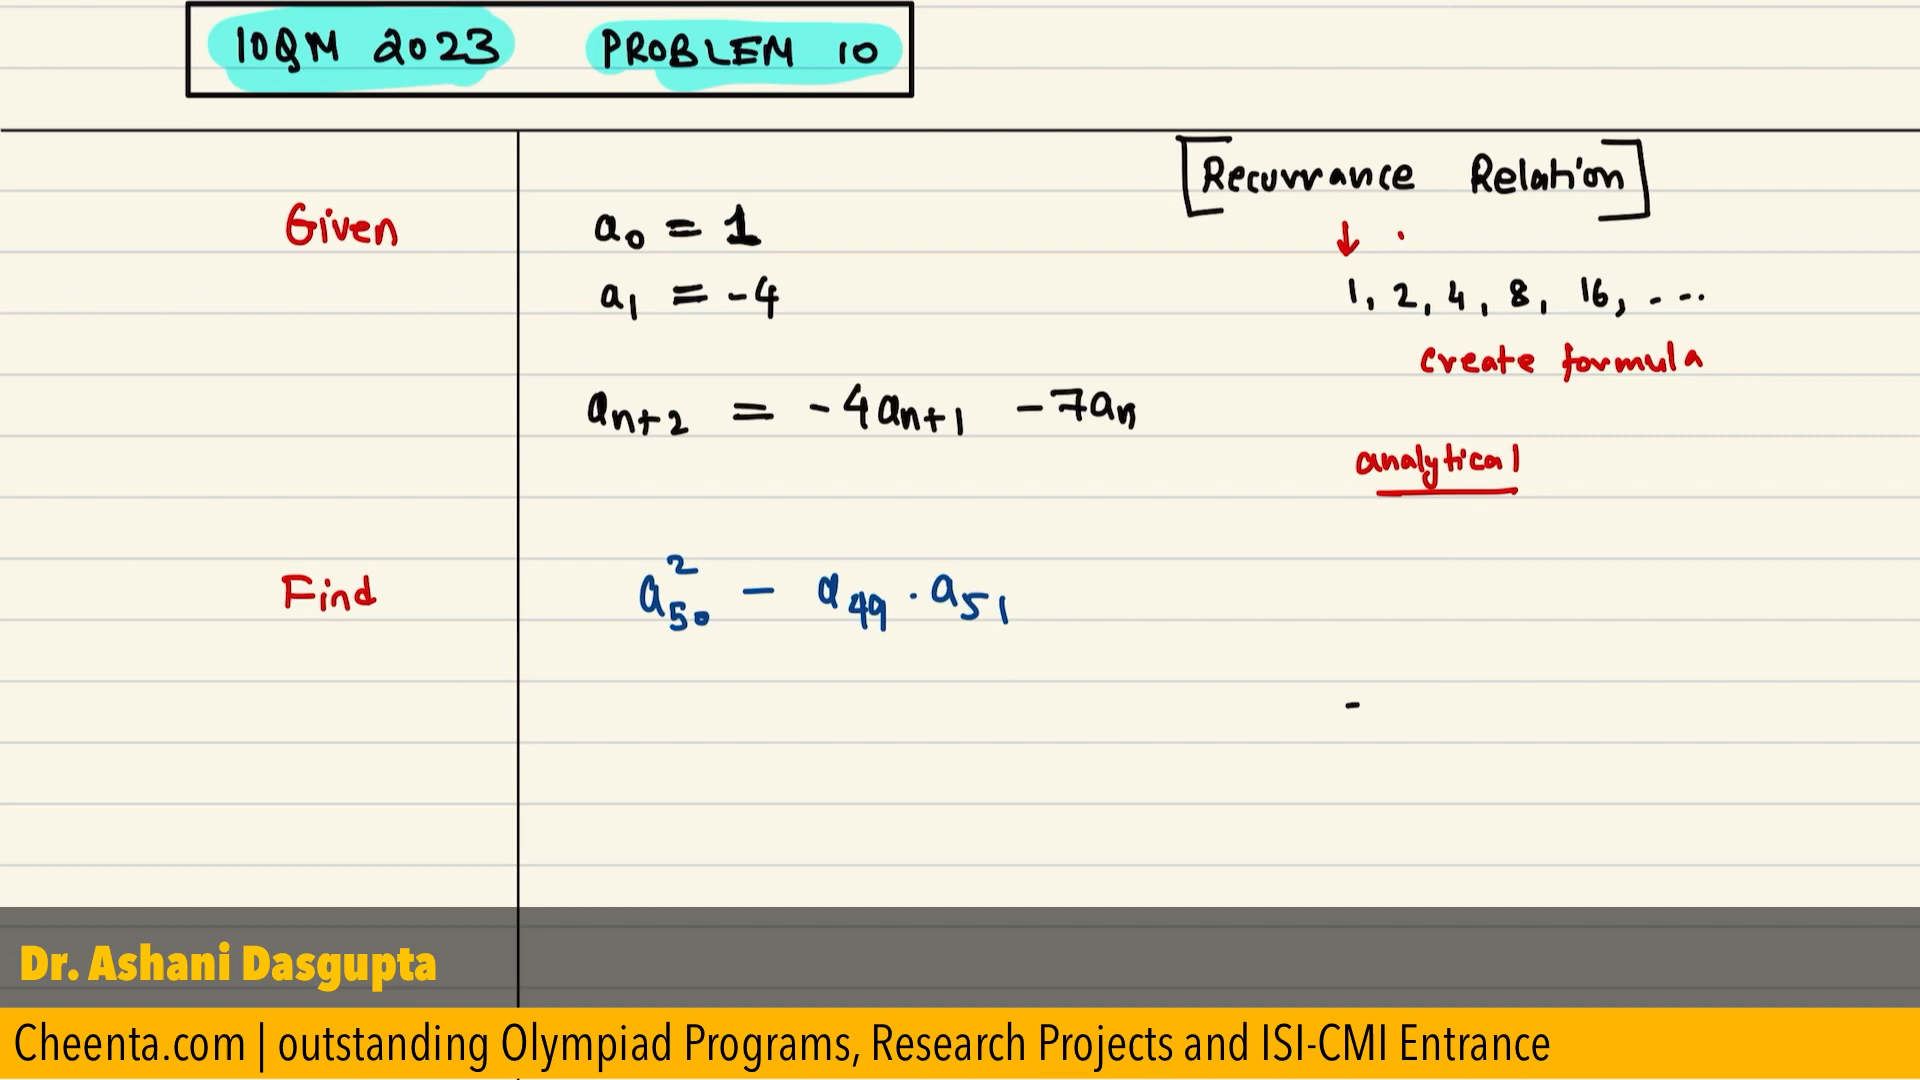 IOQM 2023 PROBLEM 10
[Recurrance Relation]
Given
a₀ = 1
a₁ = -4
↓ .
1, 2, 4, 8, 16, - --
create formula
aₙ₊₂ = -4aₙ₊₁ -7aₙ
analytical
Find
a₅₀² - a₄₉ . a₅₁
-
Dr. Ashani Dasgupta
Cheenta.com | outstanding Olympiad Programs, Research Projects and ISI-CMI Entrance